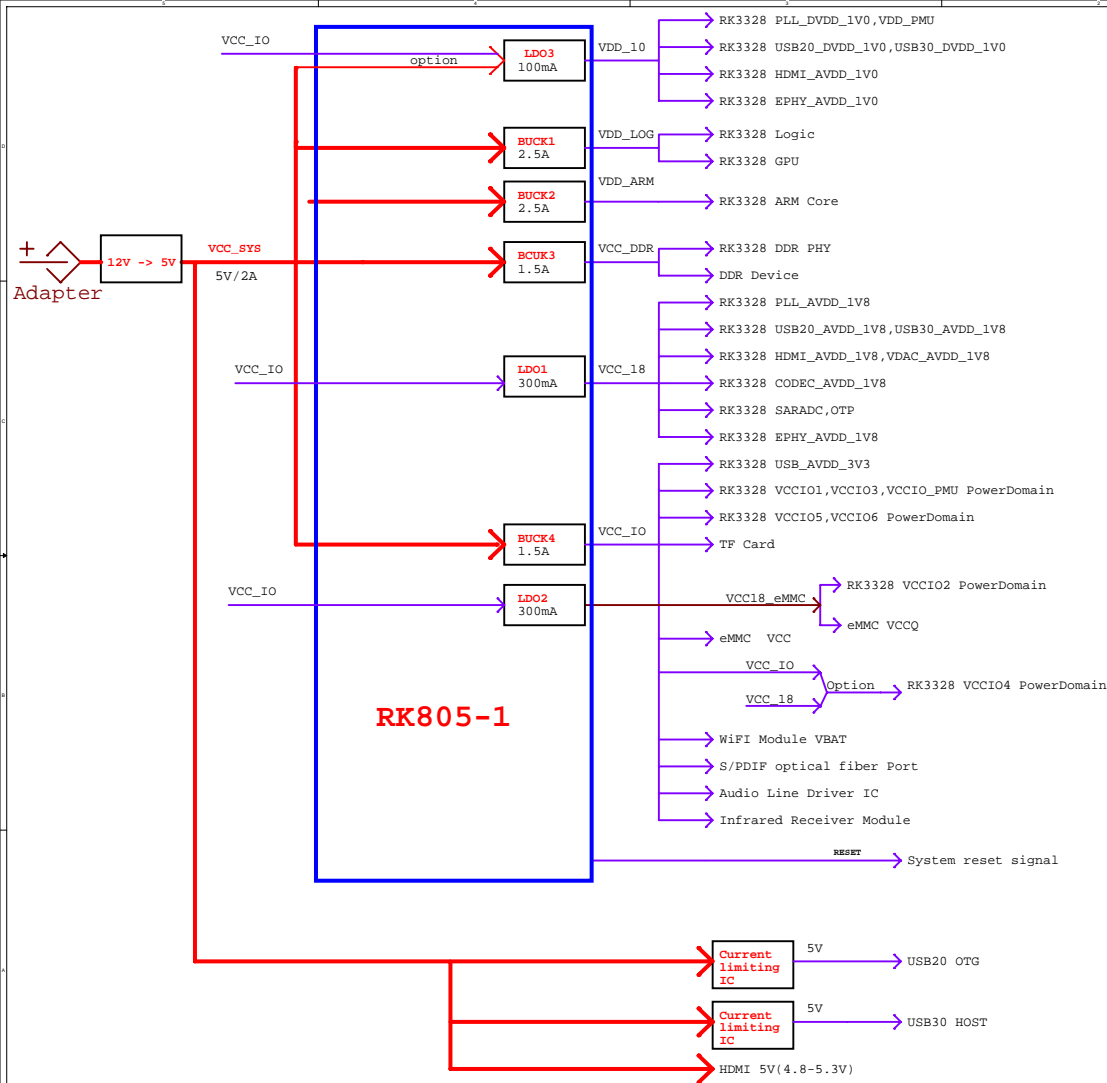 VCC_IO
option
LDO3
100mA
VDD_10
RK3328 PLL_DVDD_1V0,VDD_PMU
RK3328 USB20_DVDD_1V0,USB30_DVDD_1V0
RK3328 HDMI_AVDD_1V0
RK3328 EPHY_AVDD_1V0
BUCK1
2.5A
VDD_LOG
RK3328 Logic
RK3328 GPU
BUCK2
2.5A
VDD_ARM
RK3328 ARM Core
+
Adapter
12V -> 5V
VCC_SYS
5V/2A
BCUK3
1.5A
VCC_DDR
RK3328 DDR PHY
DDR Device
VCC_IO
LDO1
300mA
VCC_18
RK3328 PLL_AVDD_1V8
RK3328 USB20_AVDD_1V8,USB30_AVDD_1V8
RK3328 HDMI_AVDD_1V8,VDAC_AVDD_1V8
RK3328 CODEC_AVDD_1V8
RK3328 SARADC,OTP
RK3328 EPHY_AVDD_1V8
BUCK4
1.5A
VCC_IO
RK3328 USB_AVDD_3V3
RK3328 VCCIO1,VCCIO3,VCCIO_PMU PowerDomain
RK3328 VCCIO5,VCCIO6 PowerDomain
TF Card
VCC_IO
LDO2
300mA
VCC18_eMMC
RK3328 VCCIO2 PowerDomain
eMMC VCCQ
eMMC  VCC
VCC_IO
VCC_18
Option
RK3328 VCCIO4 PowerDomain
RK805-1
WiFI Module VBAT
S/PDIF optical fiber Port
Audio Line Driver IC
Infrared Receiver Module
RESET
System reset signal
Current
limiting
IC
5V
USB20 OTG
Current
limiting
IC
5V
USB30 HOST
HDMI 5V(4.8-5.3V)